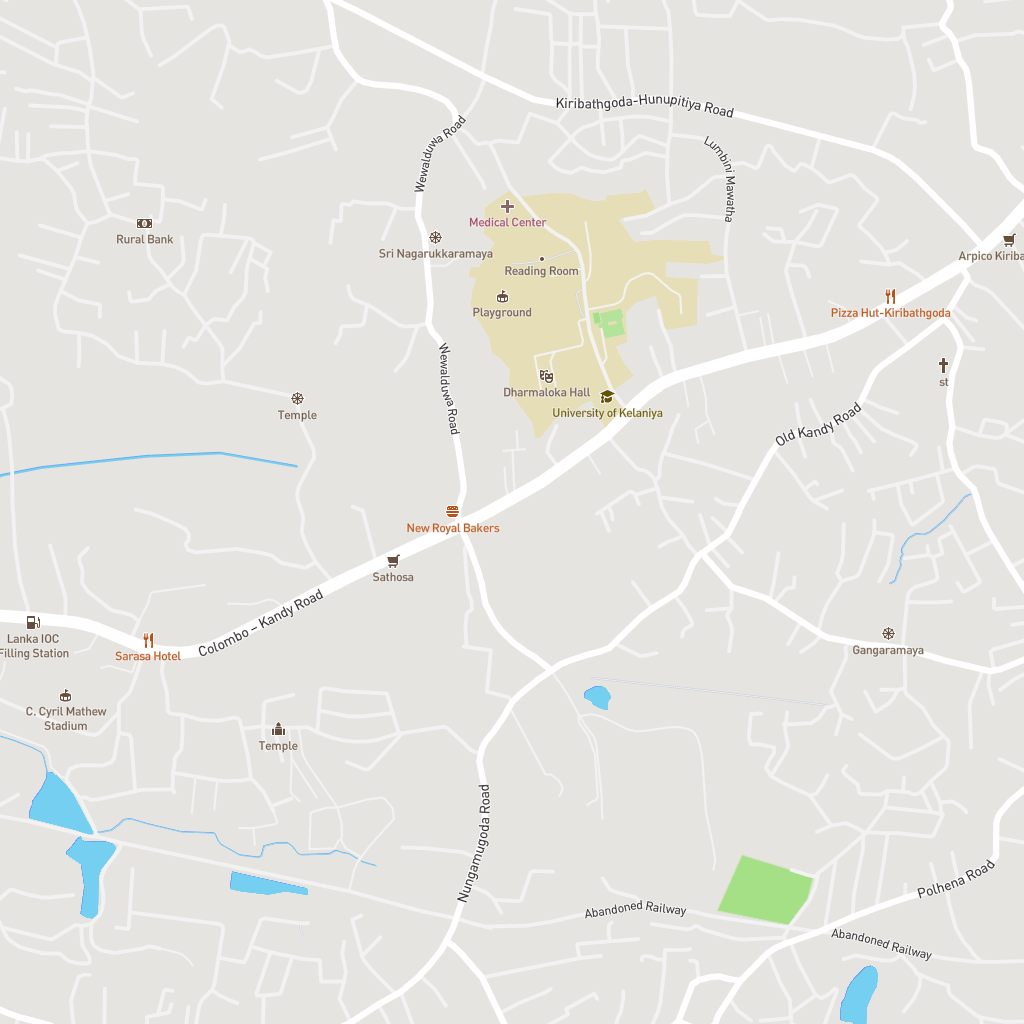 Kiribathgoda-Hunupitiya Road
Wewalduwa Road
Lumbini Mawatha
Medical Center
Rural Bank
Sri Nagarukkaramaya
Arpico Kiriba
Reading Room
Playground
Pizza Hut-Kiribathgoda
Wewalduwa Road
st
Dharmaloka Hall
University of Kelaniya
Temple
Old Kandy Road
New Royal Bakers
Sathosa
Colombo – Kandy Road
Lanka IOC
Filling Station
Sarasa Hotel
Gangaramaya
C. Cyril Mathew
Stadium
Temple
Nungamugoda Road
Polhena Road
Abandoned Railway
Abandoned Railway